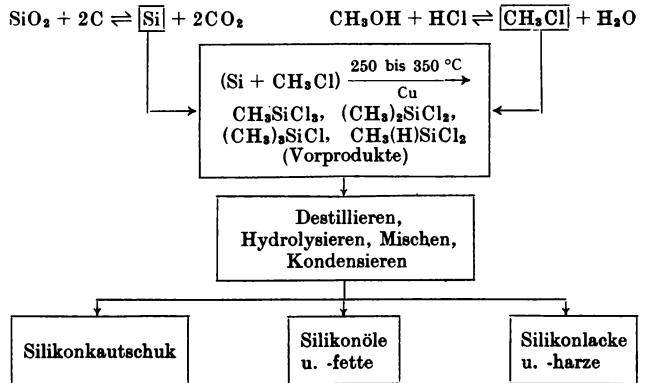 SiO₂ + 2C ⇌ Si + 2CO₂
CH₃OH + HCl ⇌ CH₃Cl + H₂O
(Si + CH₃Cl) 250 bis 350 °C Cu →
CH₃SiCl₃, (CH₃)₂SiCl₂,
(CH₃)₃SiCl, CH₃(H)SiCl₂
(Vorprodukte)
Destillieren,
Hydrolysieren, Mischen,
Kondensieren
Silikonkautschuk
Silikonöle
u. -fette
Silikonlacke
u. -harze